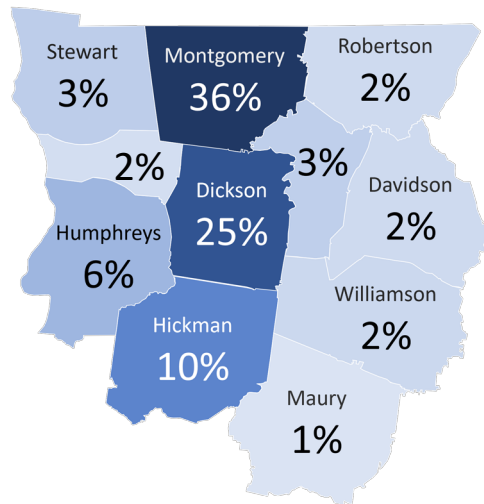 Stewart
3%
Montgomery
36%
Robertson
2%
2%
Dickson
25%
3%
Davidson
2%
Humphreys
6%
Williamson
2%
Hickman
10%
Maury
1%